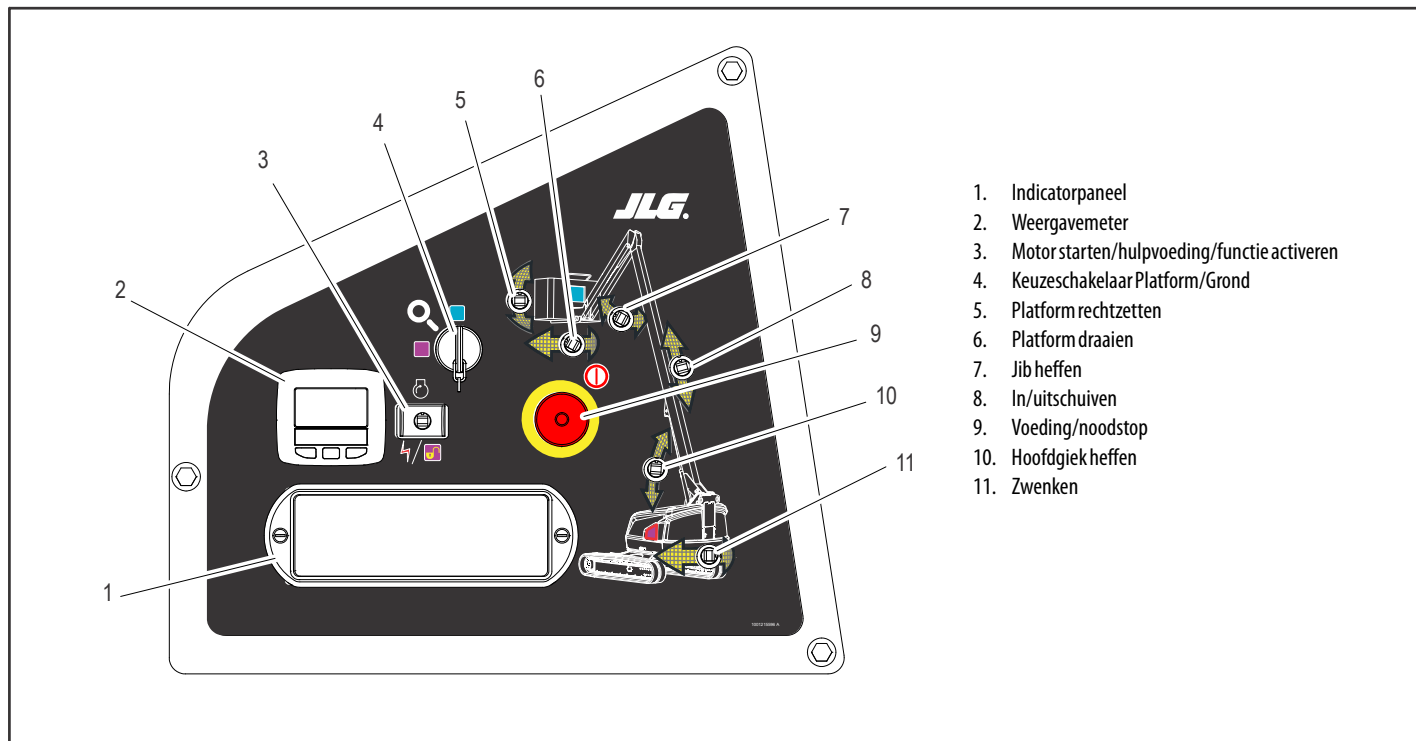 6
5
4
3
JLG.
7
2
8
9
10
11
1
1001215996 A
1. Indicatorpaneel
2. Weergavemeter
3. Motor starten/hulpvoeding/functie activeren
4. Keuzeschakelaar Platform/Grond
5. Platform rechtzetten
6. Platform draaien
7. Jib heffen
8. In/uitschuiven
9. Voeding/noodstop
10. Hoofdgiek heffen
11. Zwenken